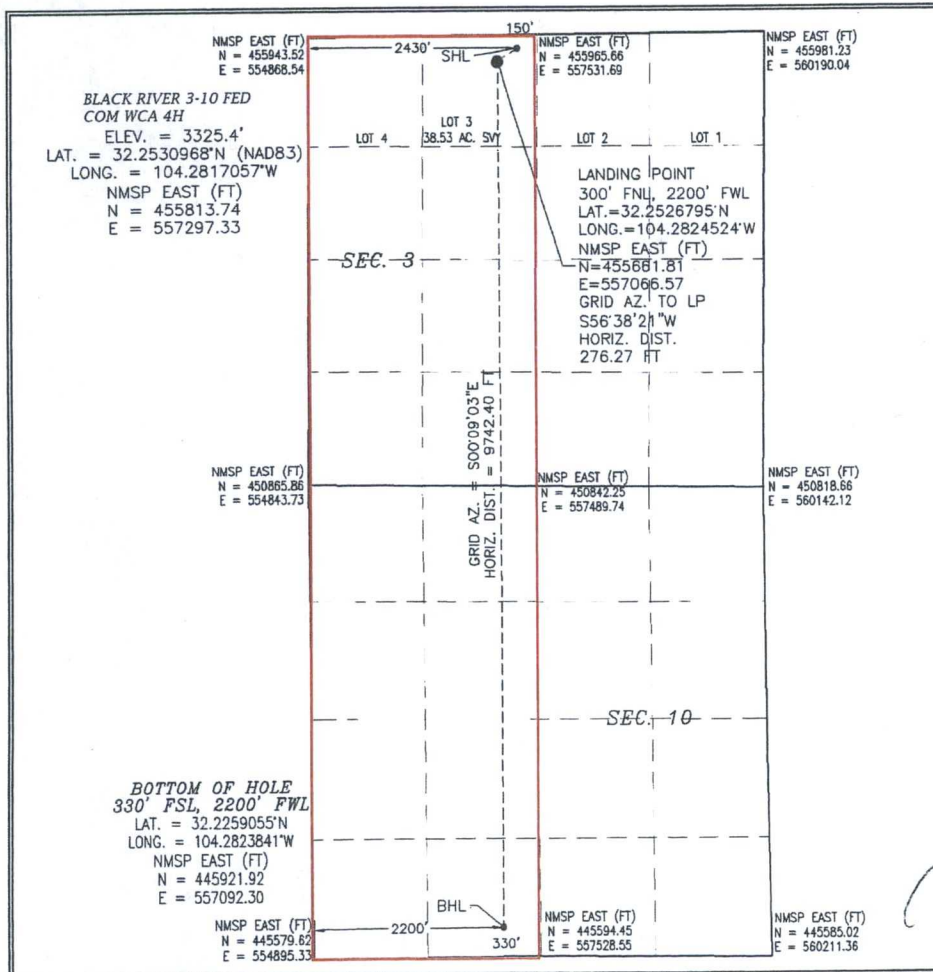 150'
NMSP EAST (FT)
N = 455943.52
E = 554868.54
2430'
SHL
NMSP EAST (FT)
N = 455965.66
E = 557531.69
NMSP EAST (FT)
N = 455981.23
E = 560190.04
BLACK RIVER 3-10 FED
COM WCA 4H
ELEV. = 3325.4'
LAT. = 32.2530968°N (NAD83)
LONG. = 104.2817057°W
NMSP EAST (FT)
N = 455813.74
E = 557297.33
LOT 4
LOT 3
38.53 AC. SVY
LOT 2
LOT 1
LANDING POINT
300' FNL, 2200' FWL
LAT.=32.2526795°N
LONG.=104.2824524°W
NMSP EAST (FT)
N=455661.81
E=557066.57
GRID AZ. TO LP
S56°38'21"W
HORIZ. DIST.
276.27 FT
SEC. 3
GRID AZ. = S00°09'03"E
HORIZ. DIST. = 9742.40 FT
NMSP EAST (FT)
N = 450865.86
E = 554843.73
NMSP EAST (FT)
N = 450842.25
E = 557489.74
NMSP EAST (FT)
N = 450818.66
E = 560142.12
SEC. 10
BOTTOM OF HOLE
330' FSL, 2200' FWL
LAT. = 32.2259055°N
LONG. = 104.2823841°W
NMSP EAST (FT)
N = 445921.92
E = 557092.30
BHL
2200'
330'
NMSP EAST (FT)
N = 445579.62
E = 554895.33
NMSP EAST (FT)
N = 445594.45
E = 557528.55
NMSP EAST (FT)
N = 445585.02
E = 560211.36